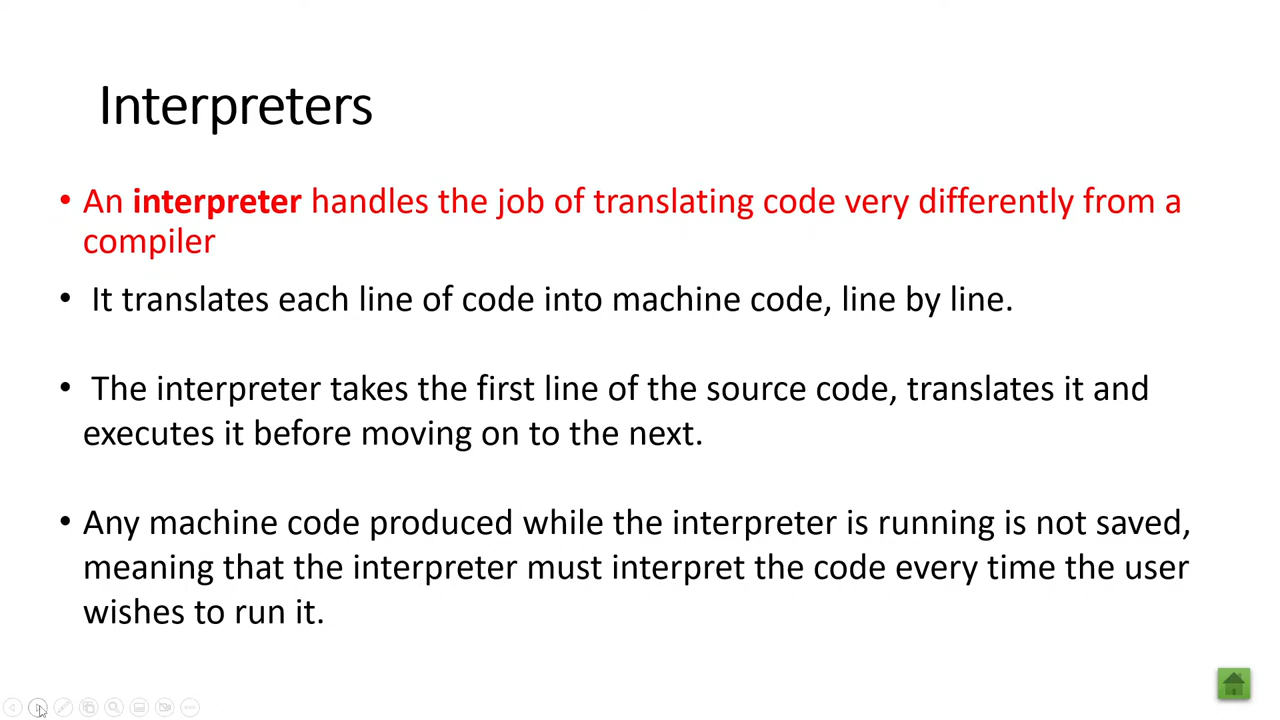 Interpreters
• An interpreter handles the job of translating code very differently from a
compiler
• It translates each line of code into machine code, line by line.
• The interpreter takes the first line of the source code, translates it and
executes it before moving on to the next.
• Any machine code produced while the interpreter is running is not saved,
meaning that the interpreter must interpret the code every time the user
wishes to run it.